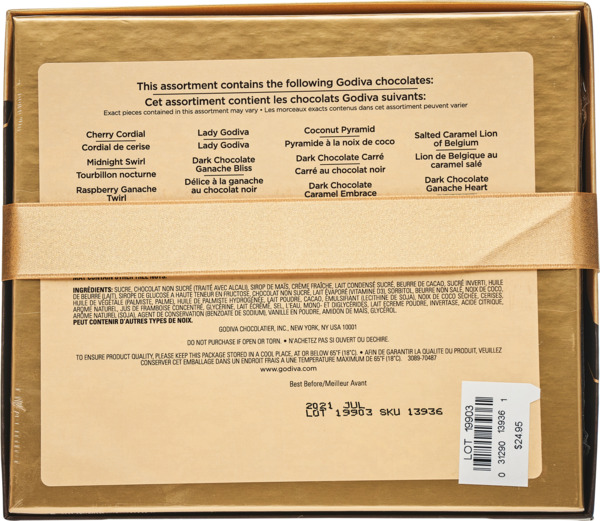 This assortment contains the following Godiva chocolates:
Cet assortiment contient les chocolats Godiva suivants:
Exact pieces contained in this assortment may vary • Les morceaux exacts contenus dans cet assortiment peuvent varier
Cherry Cordial
Cordial de cerise
Midnight Swirl
Tourbillon nocturne
Raspberry Ganache
Twirl
Lady Godiva
Lady Godiva
Dark Chocolate
Ganache Bliss
Délice à la ganache
au chocolat noir
Coconut Pyramid
Pyramide à la noix de coco
Dark Chocolate Carré
Carré au chocolat noir
Dark Chocolate
Caramel Embrace
Salted Caramel Lion
of Belgium
Lion de Belgique au
caramel salé
Dark Chocolate
Ganache Heart
MAY CONTAIN OTHER TREE NUTS.
INGRÉDIENTS: SUCRE, CHOCOLAT NON SUCRÉ (TRAITÉ AVEC ALCALI), SIROP DE MAÏS, CRÈME FRAÎCHE, LAIT CONDENSÉ SUCRÉ, BEURRE DE CACAO, SUCRE INVERTI, HUILE
DE BEURRE (LAIT), SIROPE DE GLUCOSE A HAUTE TENEUR EN FRUCTOSE, CHOCOLAT NON SUCRE, LAIT (ÉVAPORÉ (VITAMINE D3), SORBITOL, BEURRE NON SALÉ, NOIX DE COCO,
HUILE DE VÉGÉTALE (PALMISTE, PALME), HUILE DE PALMISTE HYDROGÉNÉE, LAIT POUDRE, CACAO, ÉMULSIFIANT (LECITHINE DE SOJA), NOIX DE COCO SÉCHÉE, CERISES,
ARÔME NATUREL, JUS DE FRAMBOISE CONCENTRÉ, GLYCÉRINE, LAIT ECRÉMÉ, SEL, L'EAU, MONO- ET DIGLYCÉRIDES, LAIT ECREME POUDRE, INVERTASE, ACIDE CITRIQUE,
ARÔME NATUREL (SOJA), AGENT DE CONSERVATION (BENZOATE DE SODIUM), VANILLE EN POUDRE, AMIDON DE MAÏS, GLYCÉROL.
PEUT CONTENIR D'AUTRES TYPES DE NOIX.
GODIVA CHOCOLATIER, INC., NEW YORK, NY USA 10001
DO NOT PURCHASE IF OPEN OR TORN. • N'ACHETEZ PAS SI OUVERT OU DECHIRE.
TO ENSURE PRODUCT QUALITY, PLEASE KEEP THIS PACKAGE STORED IN A COOL PLACE, AT OR BELOW 65°F (18°C). • AFIN DE GARANTIR LA QUALITE DU PRODUIT, VEUILLEZ
CONSERVER CET EMBALLAGE DANS UN ENDROIT FRAIS A UNE TEMPERATURE MAXIMUM DE 65°F (18°C). 3089-70487
www.godiva.com
Best Before/Meilleur Avant
2021 JUL
LOT 19903 SKU 13936
LOT 19903
0 31290 13936 1
$24.95